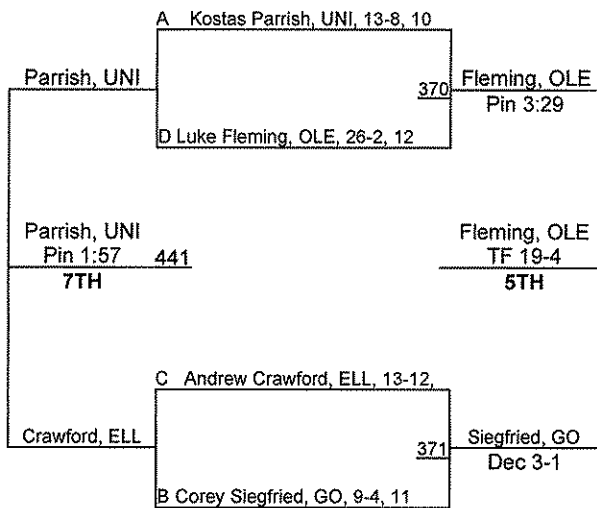 A Kostas Parrish, UNI, 13-8, 10
Parrish, UNI
370
Fleming, OLE
Pin 3:29
D Luke Fleming, OLE, 26-2, 12
Parrish, UNI
Pin 1:57
441
7TH
Fleming, OLE
TF 19-4
5TH
C Andrew Crawford, ELL, 13-12,
Crawford, ELL
371
Siegfried, GO
Dec 3-1
B Corey Siegfried, GO, 9-4, 11